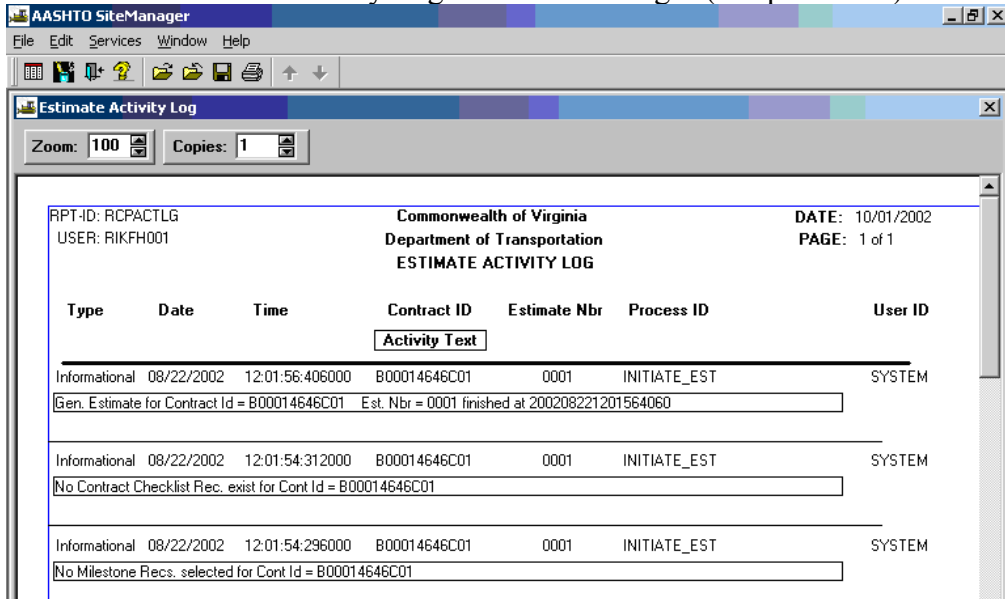 AASHTO SiteManager
File Edit Services Window Help
Estimate Activity Log
Zoom: 100 Copies: 1
RPT-ID: RCPACTLG Commonwealth of Virginia DATE: 10/01/2002
USER: RIKFH001 Department of Transportation PAGE: 1 of 1
ESTIMATE ACTIVITY LOG
Type Date Time Contract ID Estimate Nbr Process ID User ID
Activity Text
Informational 08/22/2002 12:01:56:406000 B00014646C01 0001 INITIATE_EST SYSTEM
Gen. Estimate for Contract Id = B00014646C01 Est. Nbr = 0001 finished at 200208221201564060
Informational 08/22/2002 12:01:54:312000 B00014646C01 0001 INITIATE_EST SYSTEM
No Contract Checklist Rec. exist for Cont Id = B00014646C01
Informational 08/22/2002 12:01:54:296000 B00014646C01 0001 INITIATE_EST SYSTEM
No Milestone Recs. selected for Cont Id = B00014646C01